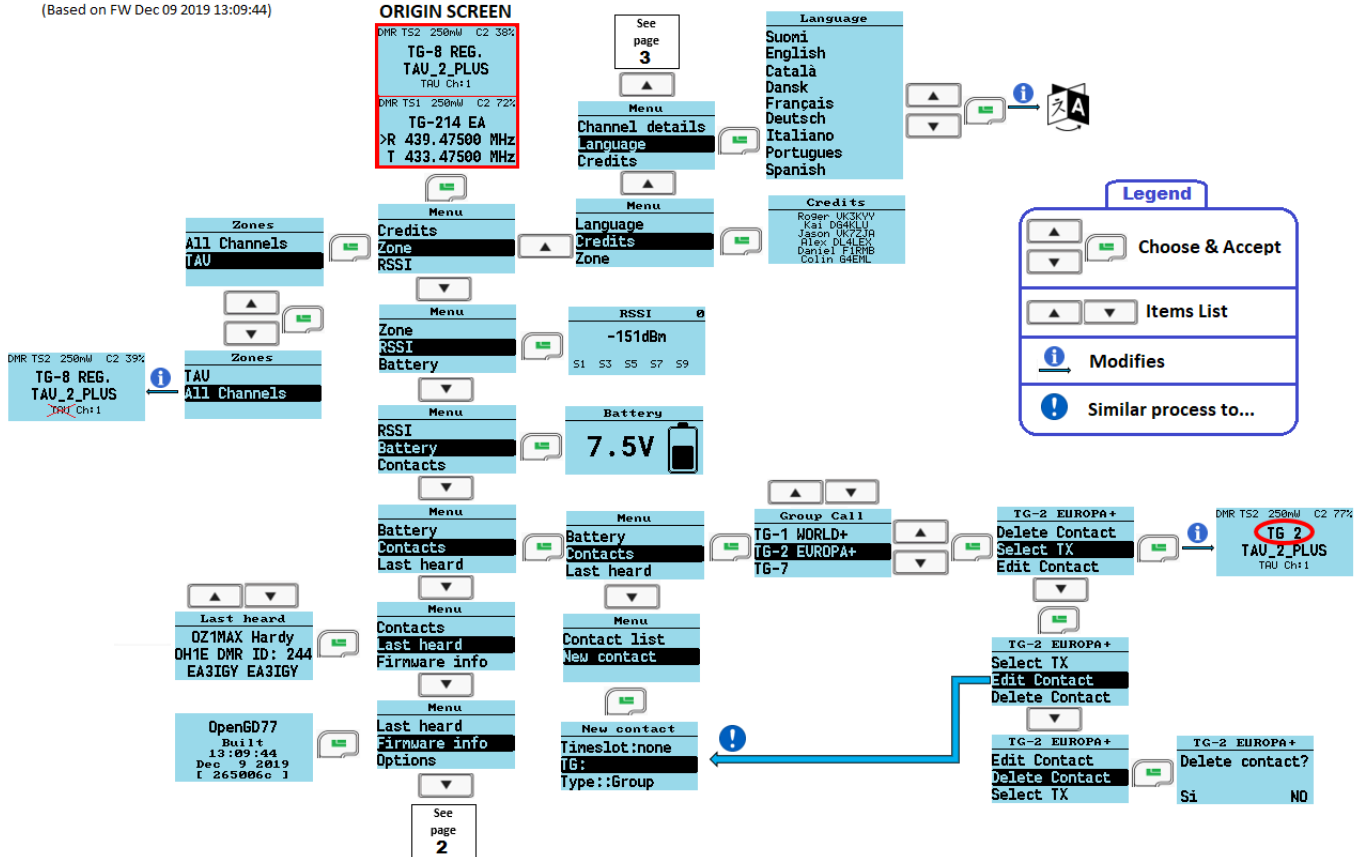 (Based on FW Dec 09 2019 13:09:44)
ORIGIN SCREEN
DMR TS2 250mW C2 38%
TG-8 REG.
TAV_2_PLUS
TAU Ch:1
DMR TS1 250mW C2 72%
TG-214 EA
>R 439.47500 MHz
T 433.47500 MHz
See
page
3
Menu
Channel details
Language
Credits
Language
Suomi
English
Català
Dansk
Français
Deutsch
Italiano
Portugues
Spanish
Menu
Language
Credits
Zone
Credits
Roger VK3KYY
Kai DG4KLU
Jason VK7ZJA
Alex DL4LEX
Daniel F1RMB
Colin G4EML
Legend
Choose & Accept
Items List
Modifies
Similar process to...
Menu
Credits
Zone
RSSI
Zones
All Channels
TAU
Zones
TAU
All Channels
DMR TS2 250mW C2 39%
TG-8 REG.
TAV_2_PLUS
TAU Ch:1
Menu
Zone
RSSI
Battery
RSSI 0
-151dBm
S1 S3 S5 S7 S9
Menu
RSSI
Battery
Contacts
Battery
7.5V
Menu
Battery
Contacts
Last heard
Menu
Battery
Contacts
Last heard
Group Call
TG-1 WORLD+
TG-2 EUROPA+
TG-7
TG-2 EUROPA+
Delete Contact
Select TX
Edit Contact
DMR TS2 250mW C2 77%
TG 2
TAV_2_PLUS
TAU Ch:1
Menu
Contact list
New contact
New contact
Timeslot:none
TG:
Type::Group
TG-2 EUROPA+
Select TX
Edit Contact
Delete Contact
TG-2 EUROPA+
Edit Contact
Delete Contact
Select TX
TG-2 EUROPA+
Delete contact?
Si NO
Menu
Contacts
Last heard
Firmware info
Last heard
OZ1MAX Hardy
OH1E DMR ID: 244
EA3IGY EA3IGY
Menu
Last heard
Firmware info
Options
OpenGD77
Built
13:09:44
Dec 9 2019
[ 265006c ]
See
page
2